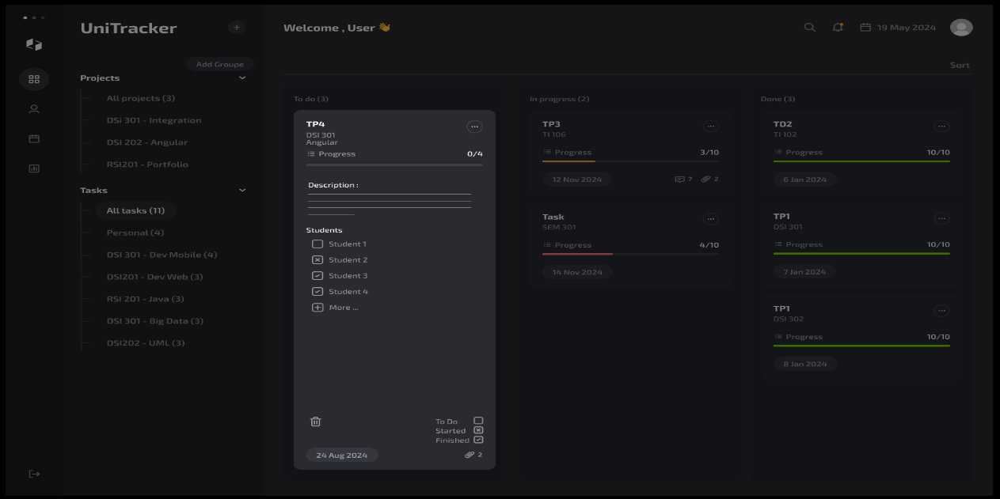 UniTracker
+
Welcome , User 👋
19 May 2024
Add Groupe
Sort
Projects
All projects (3)
DSi 301 - Integration
DSI 202 - Angular
RSI201 - Portfolio
Tasks
All tasks (11)
Personal (4)
DSI 301 - Dev Mobile (4)
DSI201 - Dev Web (3)
RSI 201 - Java (3)
DSI 301 - Big Data (3)
DSI202 - UML (3)
To do (3)
TP4
DSI 301
Angular
Progress 0/4
Description :
Students
Student 1
Student 2
Student 3
Student 4
More ...
To Do
Started
Finished
24 Aug 2024
2
In progress (2)
TP3
TI 106
Progress 3/10
12 Nov 2024
7 2
Task
SEM 301
Progress 4/10
14 Nov 2024
Done (3)
TD2
TI 102
Progress 10/10
6 Jan 2024
TP1
DSI 301
Progress 10/10
7 Jan 2024
TP1
DSI 302
Progress 10/10
8 Jan 2024